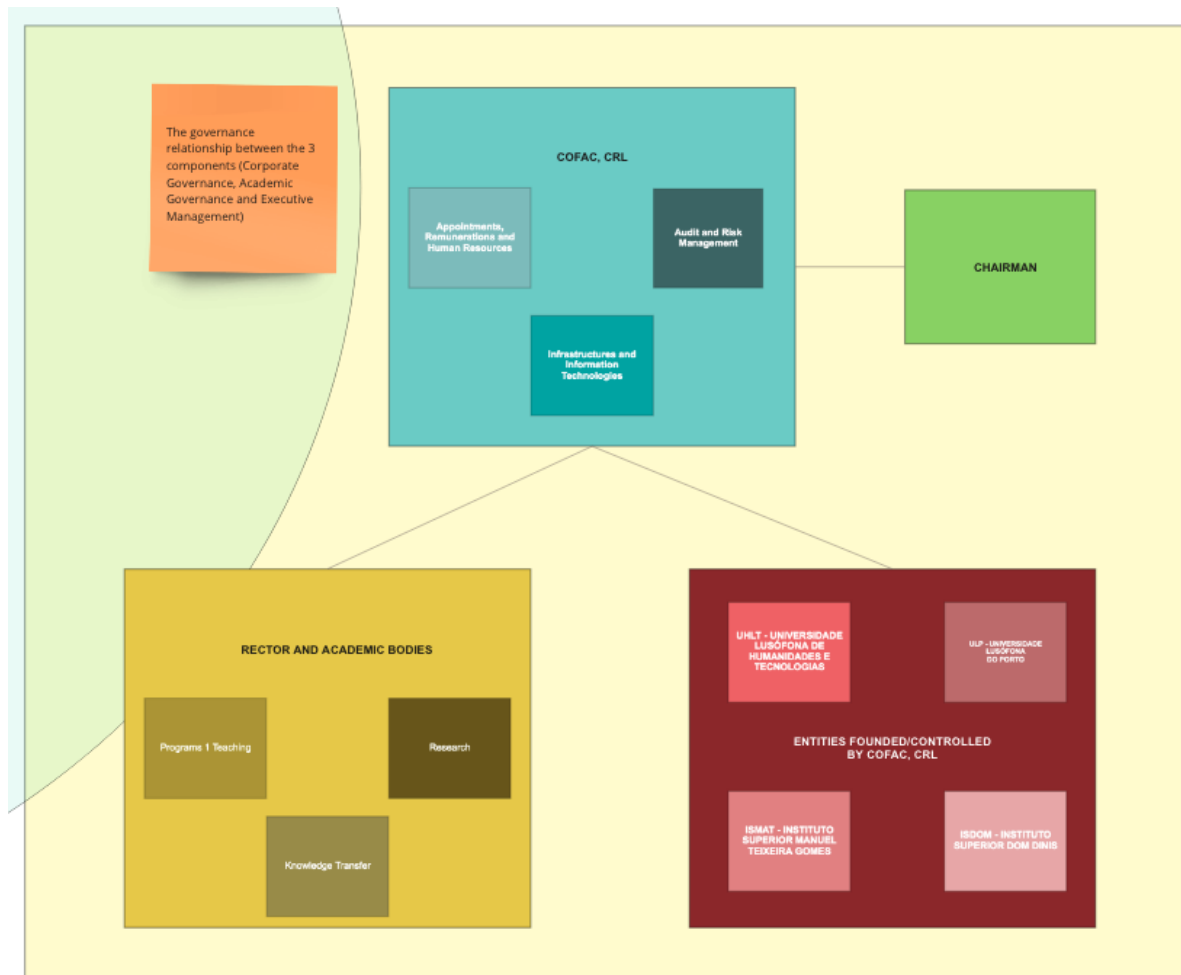 The governance
relationship between the 3
components (Corporate
Governance, Academic
Governance and Executive
Management)
COFAC, CRL
Appointments,
Remunerations and
Human Resources
Audit and Risk
Management
Infrastructures and
Information
Technologies
CHAIRMAN
RECTOR AND ACADEMIC BODIES
Programs 1 Teaching
Research
Knowledge Transfer
UHLT - UNIVERSIDADE
LUSÓFONA DE
HUMANIDADES E
TECNOLOGIAS
ULP - UNIVERSIDADE
LUSÓFONA
DO PORTO
ENTITIES FOUNDED/CONTROLLED
BY COFAC, CRL
ISMAT - INSTITUTO
SUPERIOR MANUEL
TEIXEIRA GOMES
ISDOM - INSTITUTO
SUPERIOR DOM DINIS